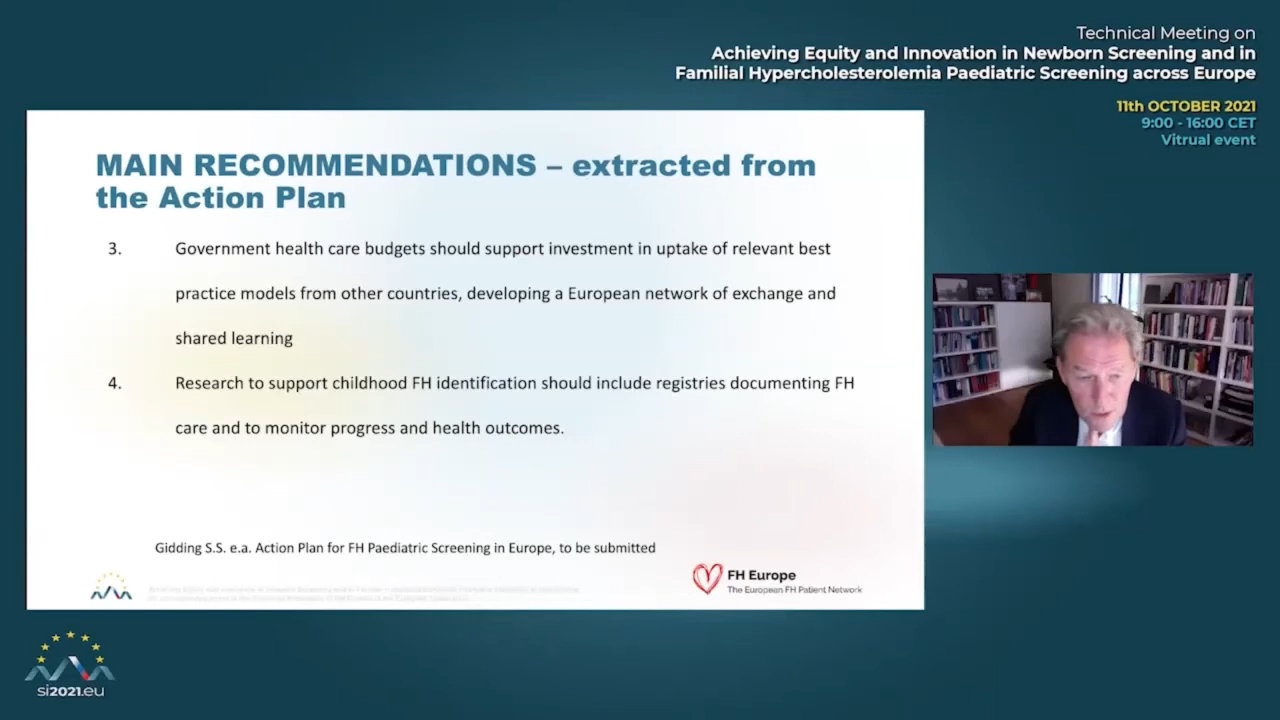 Technical Meeting on
Achieving Equity and Innovation in Newborn Screening and in
Familial Hypercholesterolemia Paediatric Screening across Europe
11th OCTOBER 2021
9:00 - 16:00 CET
Vitrual event
MAIN RECOMMENDATIONS – extracted from
the Action Plan
3. Government health care budgets should support investment in uptake of relevant best
practice models from other countries, developing a European network of exchange and
shared learning
4. Research to support childhood FH identification should include registries documenting FH
care and to monitor progress and health outcomes.
Gidding S.S. e.a. Action Plan for FH Paediatric Screening in Europe, to be submitted
FH Europe
The European FH Patient Network
si2021.eu